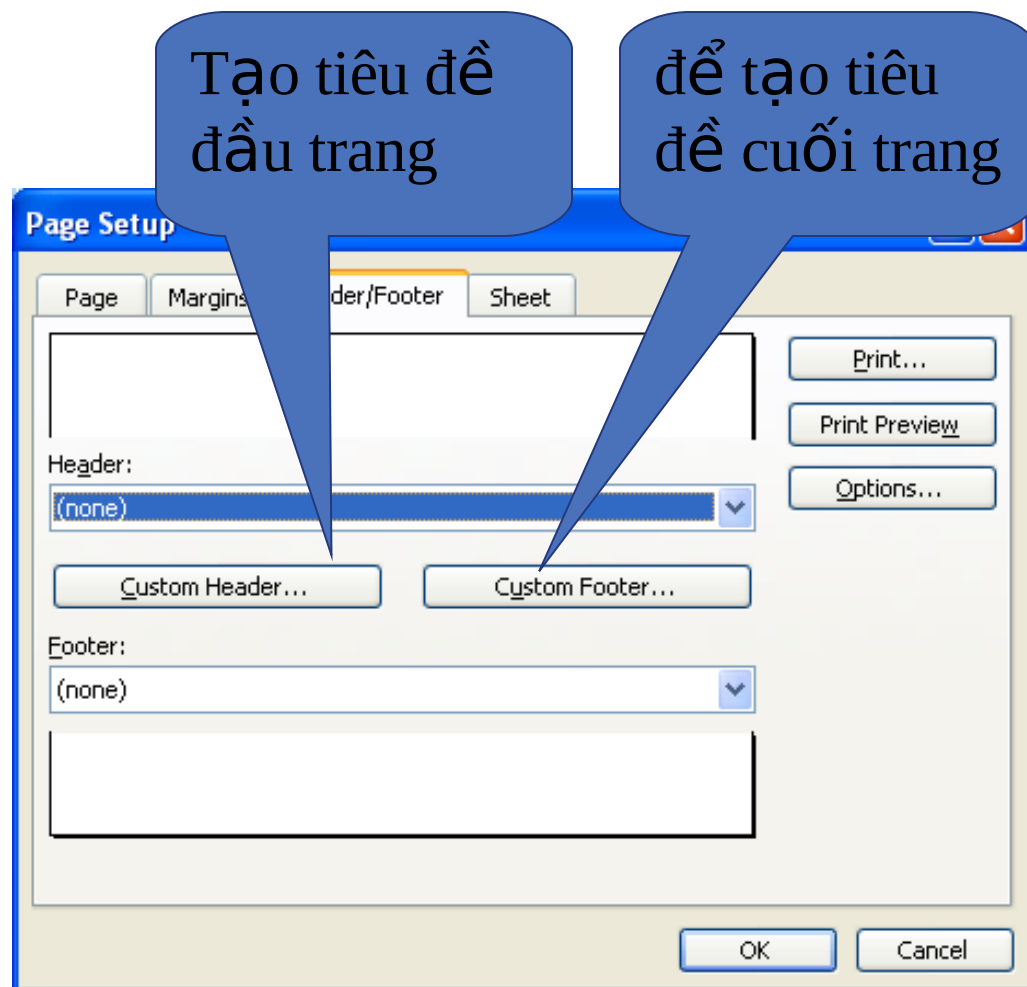 Tạo tiêu đề
đầu trang
để tạo tiêu
đề cuối trang
Page Setup
Page
Margins
der/Footer
Sheet
Print...
Print Preview
Header:
Options...
(none)
Custom Header...
Custom Footer...
Footer:
(none)
OK
Cancel